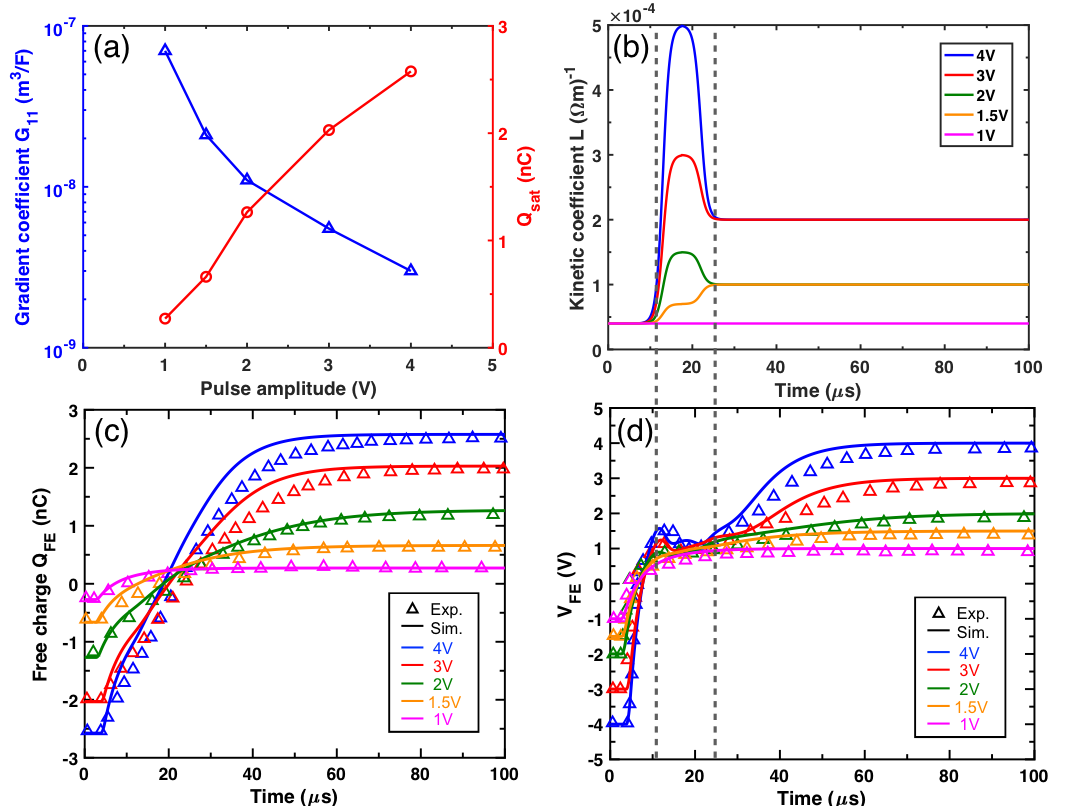 (a)
Gradient coefficient G11 (m3/F)
10-7
10-8
10-9
3
2
1
0
Qsat (nC)
0 1 2 3 4 5
Pulse amplitude (V)
(b)
×10-4
Kinetic coefficient L (Ωm)-1
5
4
3
2
1
0
4V
3V
2V
1.5V
1V
0 20 40 60 80 100
Time (μs)
(c)
Free charge QFE (nC)
3
2
1
0
-1
-2
-3
Exp.
Sim.
4V
3V
2V
1.5V
1V
0 20 40 60 80 100
Time (μs)
(d)
VFE (V)
5
4
3
2
1
0
-1
-2
-3
-4
-5
Exp.
Sim.
4V
3V
2V
1.5V
1V
0 20 40 60 80 100
Time (μs)